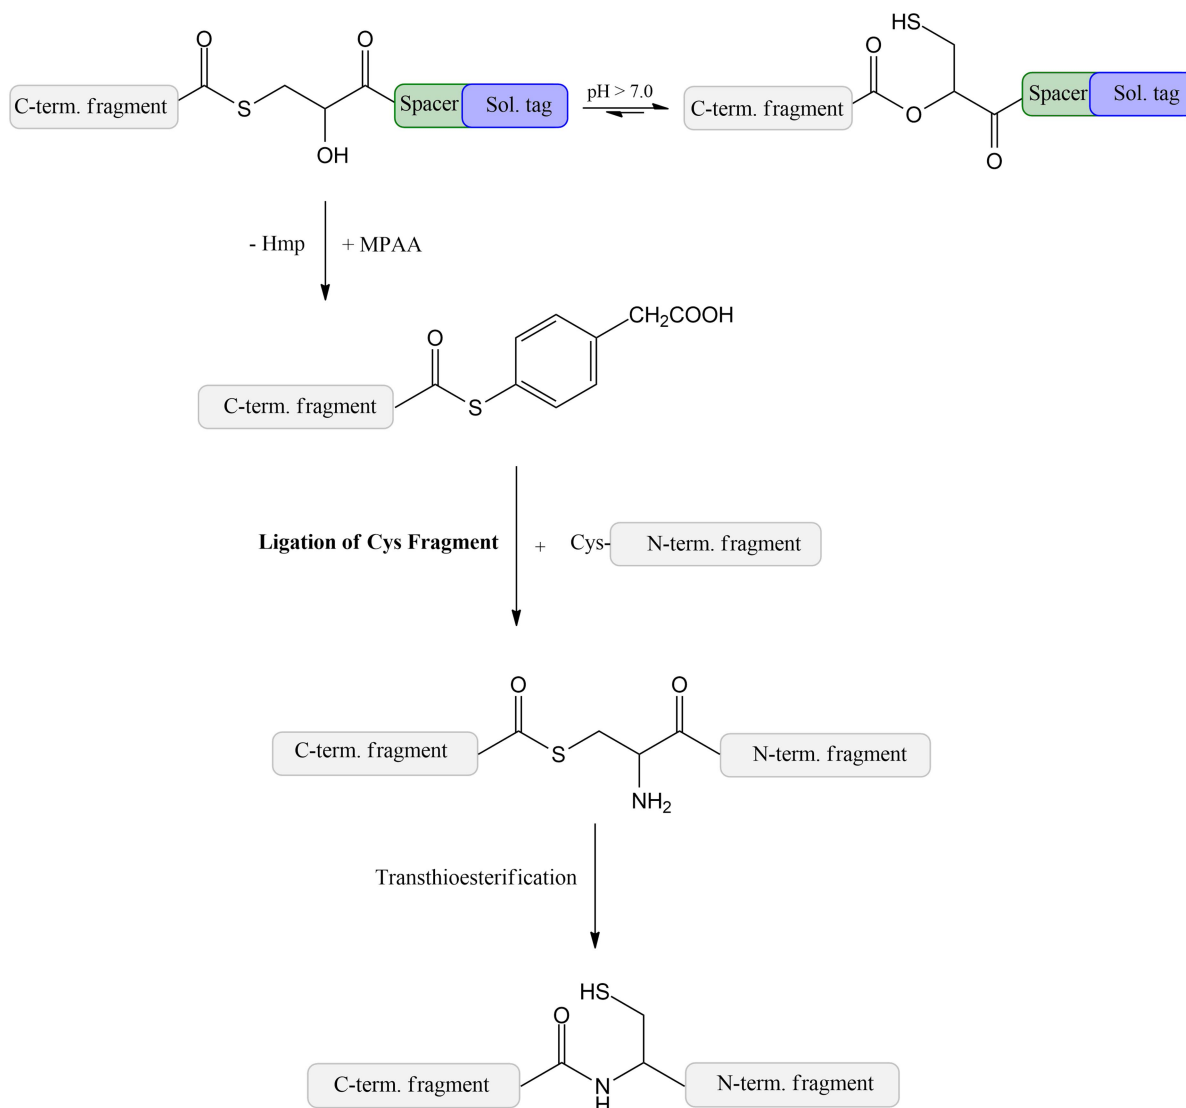 O O HS
C-term. fragment S Spacer Sol. tag pH > 7.0 O
OH C-term. fragment O Spacer Sol. tag
O
- Hmp + MPAA
CH₂COOH
O
C-term. fragment S
Ligation of Cys Fragment + Cys- N-term. fragment
O O
C-term. fragment S N-term. fragment
NH₂
Transthioesterification
HS
O
C-term. fragment N N-term. fragment
H